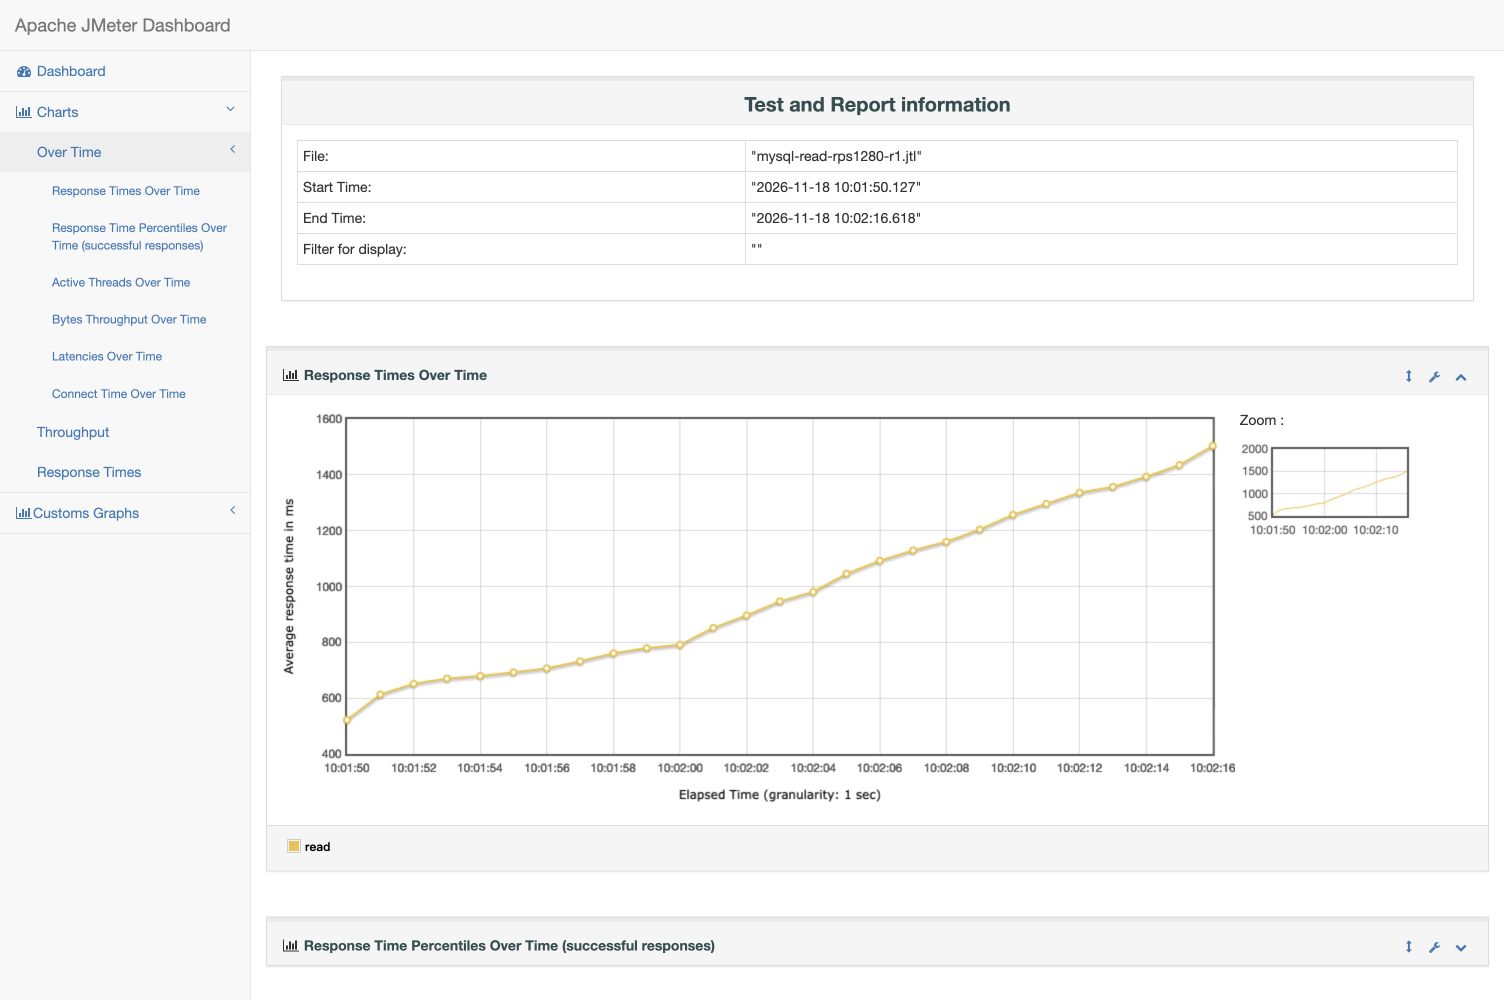 Apache JMeter Dashboard
Dashboard
Charts
Over Time
Response Times Over Time
Response Time Percentiles Over
Time (successful responses)
Active Threads Over Time
Bytes Throughput Over Time
Latencies Over Time
Connect Time Over Time
Throughput
Response Times
Customs Graphs
Test and Report information
File: "mysql-read-rps1280-r1.jtl"
Start Time: "2026-11-18 10:01:50.127"
End Time: "2026-11-18 10:02:16.618"
Filter for display: ""
Response Times Over Time
1600
1400
1200
1000
800
600
400
Average response time in ms
10:01:50 10:01:52 10:01:54 10:01:56 10:01:58 10:02:00 10:02:02 10:02:04 10:02:06 10:02:08 10:02:10 10:02:12 10:02:14 10:02:16
Elapsed Time (granularity: 1 sec)
Zoom :
2000
1500
1000
500
10:01:50 10:02:00 10:02:10
read
Response Time Percentiles Over Time (successful responses)